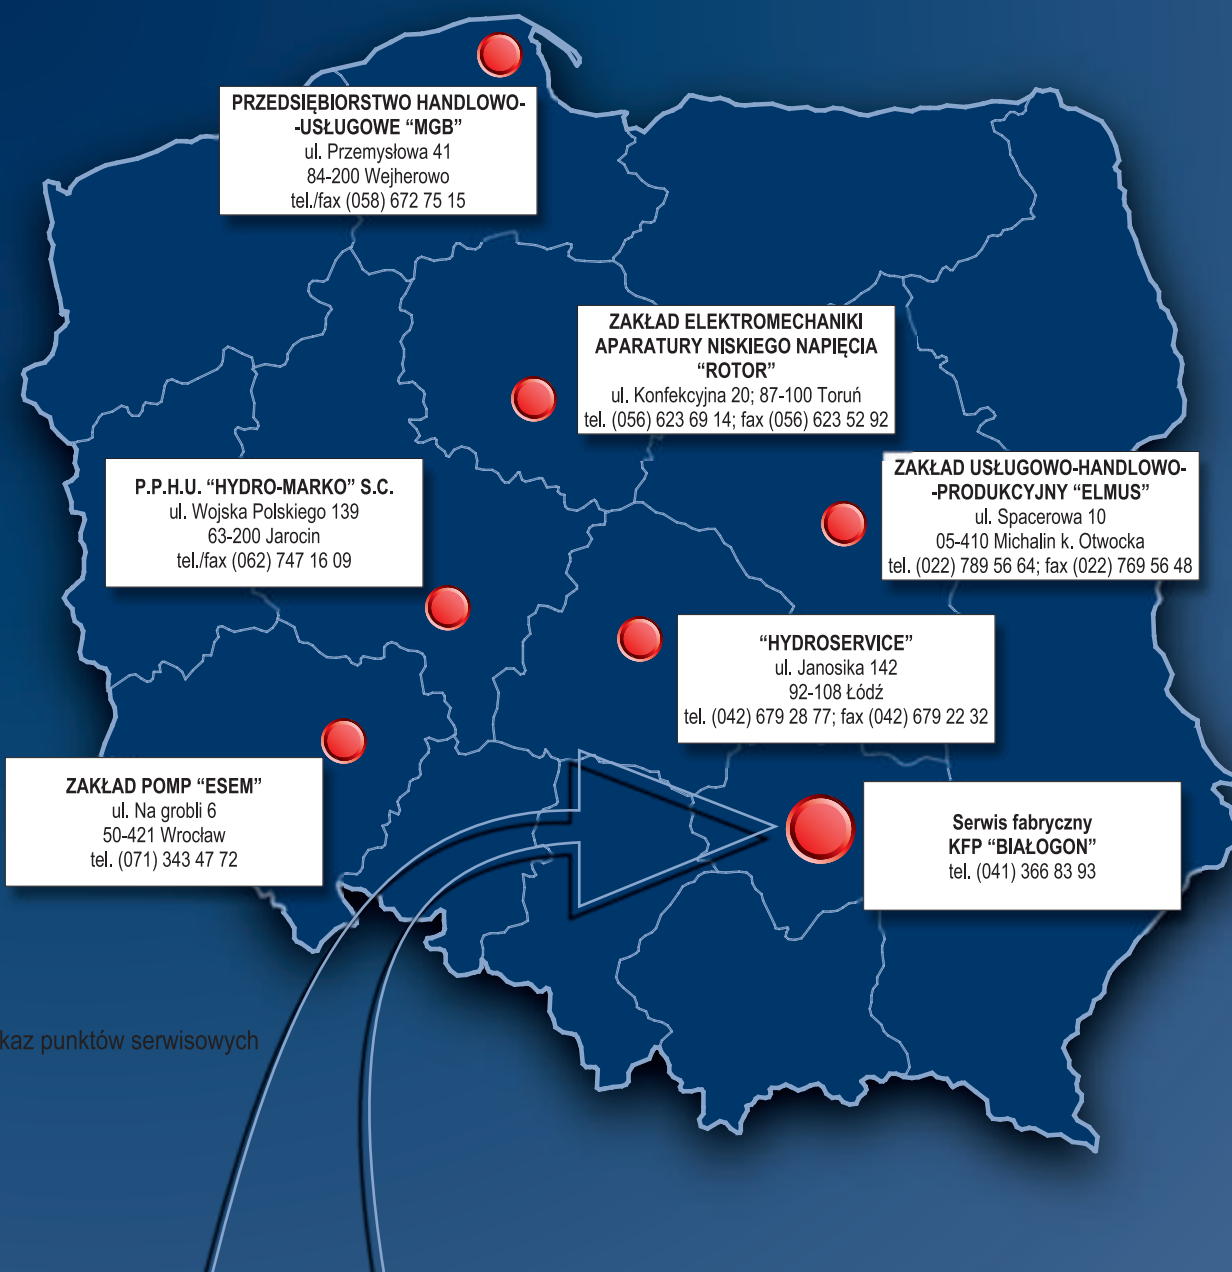 PRZEDSIĘBIORSTWO HANDLOWO-
-USŁUGOWE “MGB”
ul. Przemysłowa 41
84-200 Wejherowo
tel./fax (058) 672 75 15
ZAKŁAD ELEKTROMECHANIKI
APARATURY NISKIEGO NAPIĘCIA
“ROTOR”
ul. Konfekcyjna 20; 87-100 Toruń
tel. (056) 623 69 14; fax (056) 623 52 92
P.P.H.U. “HYDRO-MARKO” S.C.
ul. Wojska Polskiego 139
63-200 Jarocin
tel./fax (062) 747 16 09
ZAKŁAD USŁUGOWO-HANDLOWO-
-PRODUKCYJNY “ELMUS”
ul. Spacerowa 10
05-410 Michalin k. Otwocka
tel. (022) 789 56 64; fax (022) 769 56 48
“HYDROSERVICE”
ul. Janosika 142
92-108 Łódź
tel. (042) 679 28 77; fax (042) 679 22 32
ZAKŁAD POMP “ESEM”
ul. Na grobli 6
50-421 Wrocław
tel. (071) 343 47 72
Serwis fabryczny
KFP “BIAŁOGON”
tel. (041) 366 83 93
kaz punktów serwisowych